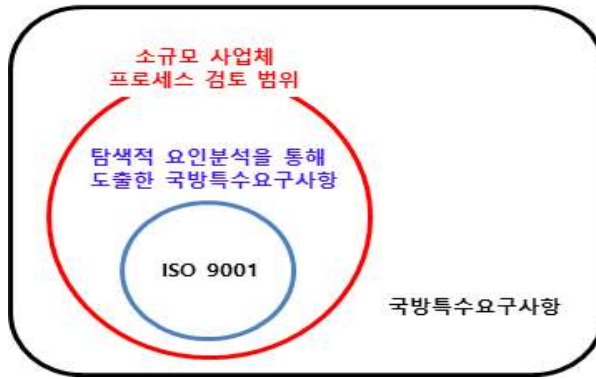 소규모 사업체
프로세스 검토 범위
탐색적 요인분석을 통해
도출한 국방특수요구사항
ISO 9001
국방특수요구사항